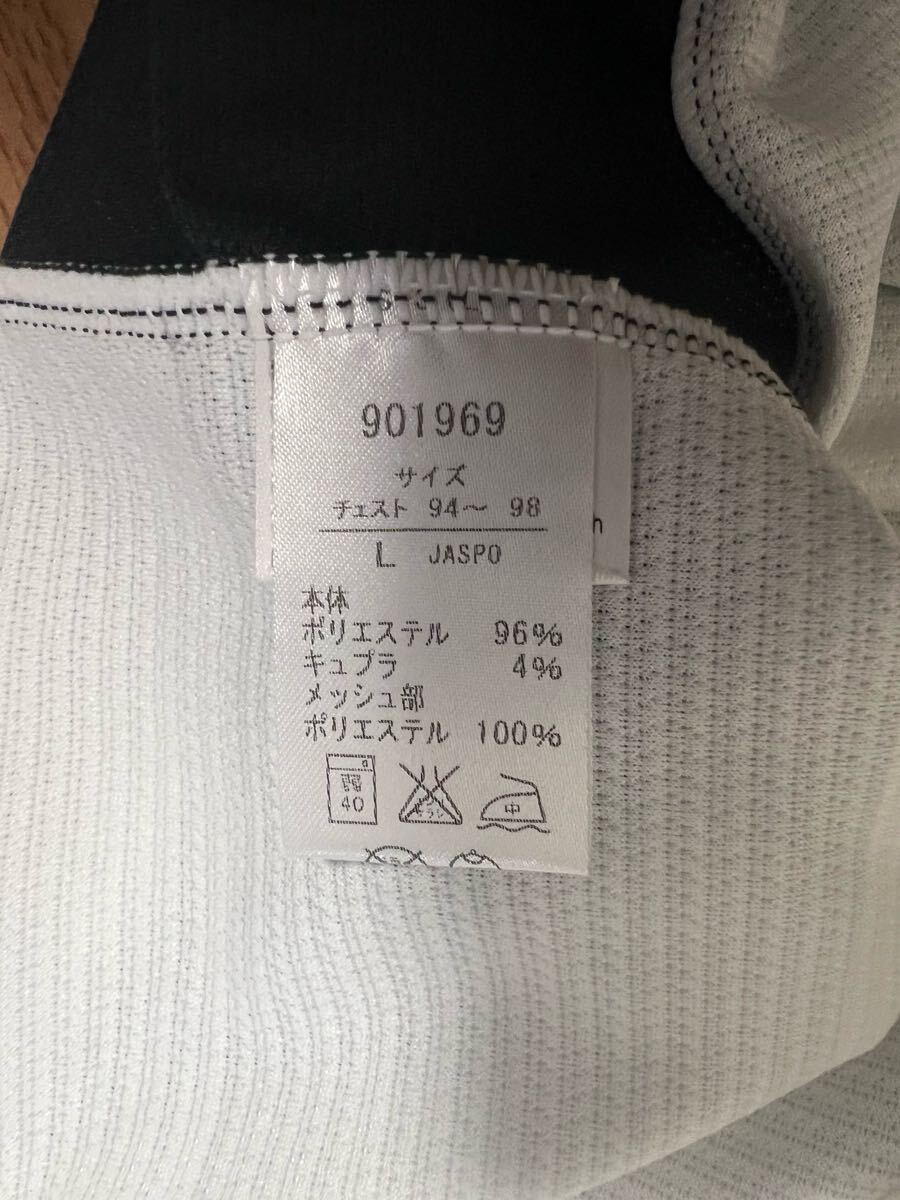 901969
サイズ
チェスト 94～ 98
L JASPO
本体
ポリエステル 96%
キュプラ 4%
メッシュ部
ポリエステル 100%
40
中